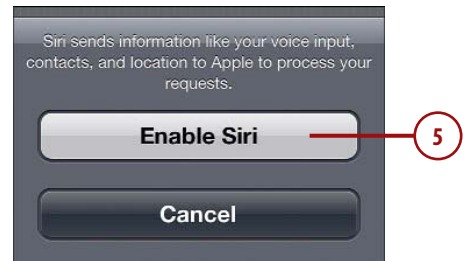 Siri sends information like your voice input,
contacts, and location to Apple to process your
requests.
Enable Siri
5
Cancel